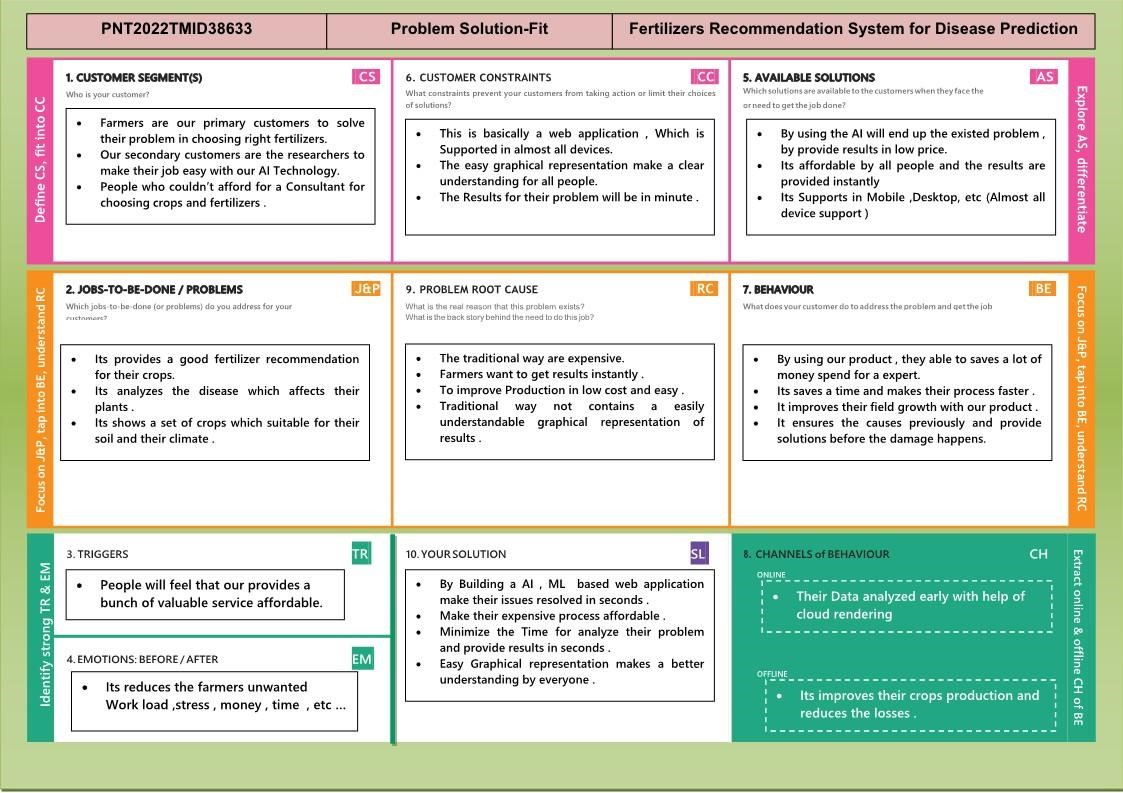 PNT2022TMID38633
Problem Solution-Fit
Fertilizers Recommendation System for Disease Prediction
Define CS, fit into CC
1. CUSTOMER SEGMENT(S)
CS
Who is your customer?
• Farmers are our primary customers to solve
their problem in choosing right fertilizers.
• Our secondary customers are the researchers to
make their job easy with our AI Technology.
• People who couldn't afford for a Consultant for
choosing crops and fertilizers .
6. CUSTOMER CONSTRAINTS
CC
What constraints prevent your customers from taking action or limit their choices
of solutions?
• This is basically a web application , Which is
Supported in almost all devices.
• The easy graphical representation make a clear
understanding for all people.
• The Results for their problem will be in minute .
5. AVAILABLE SOLUTIONS
AS
Which solutions are available to the customers when they face the
or need to get the job done?
• By using the AI will end up the existed problem ,
by provide results in low price.
• Its affordable by all people and the results are
provided instantly
• Its Supports in Mobile ,Desktop, etc (Almost all
device support )
Explore AS, differentiate
Focus on J&P, tap into BE, understand RC
2. JOBS-TO-BE-DONE / PROBLEMS
J&P
Which jobs-to-be-done (or problems) do you address for your
customers?
• Its provides a good fertilizer recommendation
for their crops.
• Its analyzes the disease which affects their
plants .
• Its shows a set of crops which suitable for their
soil and their climate .
9. PROBLEM ROOT CAUSE
RC
What is the real reason that this problem exists?
What is the back story behind the need to do this job?
• The traditional way are expensive.
• Farmers want to get results instantly .
• To improve Production in low cost and easy .
• Traditional way not contains a easily
understandable graphical representation of
results .
7. BEHAVIOUR
BE
What does your customer do to address the problem and get the job
• By using our product , they able to saves a lot of
money spend for a expert.
• Its saves a time and makes their process faster .
• It improves their field growth with our product .
• It ensures the causes previously and provide
solutions before the damage happens.
Focus on J&P, tap into BE, understand RC
Identify strong TR & EM
3. TRIGGERS
TR
• People will feel that our provides a
bunch of valuable service affordable.
4. EMOTIONS: BEFORE / AFTER
EM
• Its reduces the farmers unwanted
Work load ,stress , money , time , etc ...
10. YOUR SOLUTION
SL
• By Building a AI , ML based web application
make their issues resolved in seconds .
• Make their expensive process affordable .
• Minimize the Time for analyze their problem
and provide results in seconds .
• Easy Graphical representation makes a better
understanding by everyone .
8. CHANNELS of BEHAVIOUR
CH
ONLINE
• Their Data analyzed early with help of
cloud rendering
OFFLINE
• Its improves their crops production and
reduces the losses .
Extract online & offline CH of BE